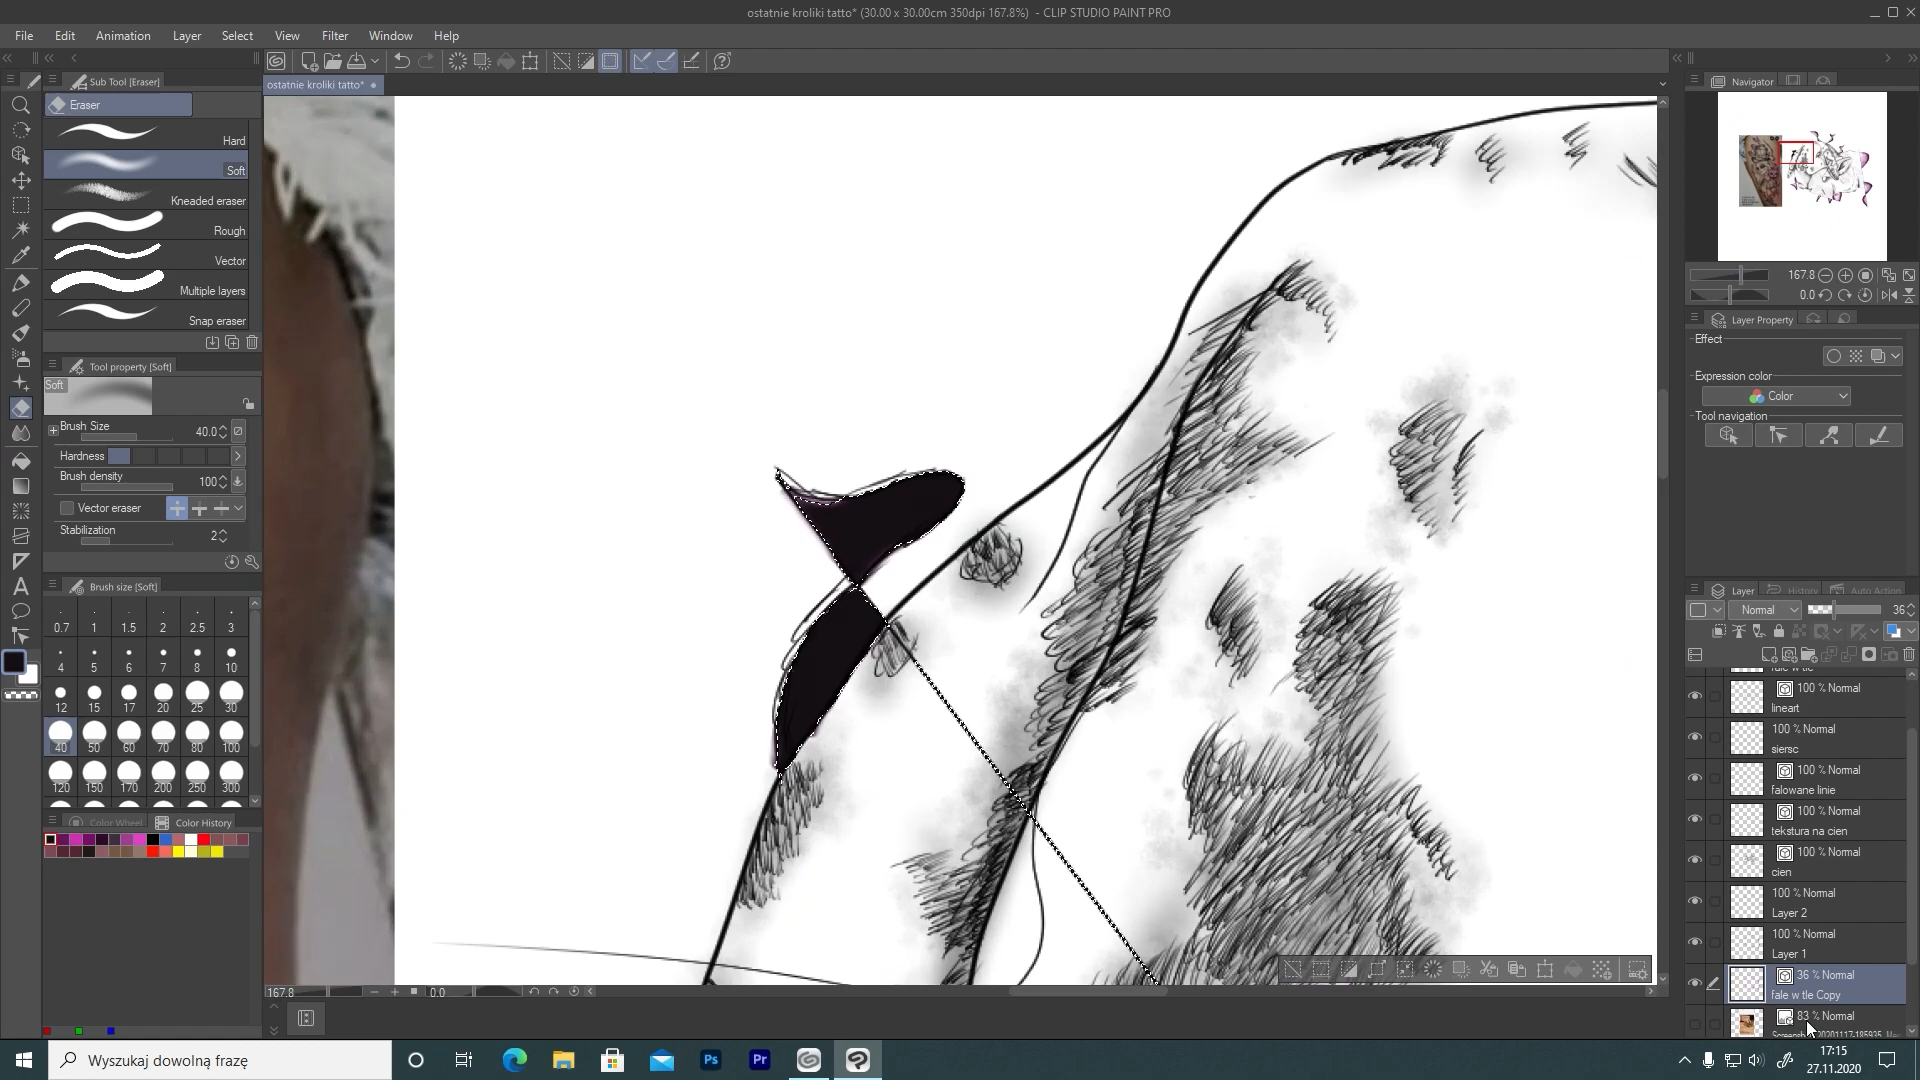 ostatnie kroliki tatto* (30.00 x 30.00cm 350dpi 167.8%) - CLIP STUDIO PAINT PRO
File Edit Animation Layer Select View Filter Window Help
Sub Tool [Eraser]
Eraser
Hard
Soft
Kneaded eraser
Rough
Vector
Multiple layers
Snap eraser
Tool property [Soft]
Soft
Brush Size 40.0
Hardness
Brush density 100
Vector eraser
Stabilization 2
Brush size [Soft]
0.7 1 1.5 2 2.5 3
4 5 6 7 8 10
12 15 17 20 25 30
40 50 60 70 80 100
120 150 170 200 250 300
Color Wheel Color History
ostatnie kroliki tatto*
167.8 0.0
Navigator
167.8
0.0
Layer Property
Effect
Expression color
Color
Tool navigation
Layer History Auto Action
Normal 36
100 % Normal
lineart
100 % Normal
siersc
100 % Normal
falowane linie
100 % Normal
tekstura na cien
100 % Normal
cien
100 % Normal
Layer 2
100 % Normal
Layer 1
36 % Normal
fale w tle Copy
83 % Normal
Wyszukaj dowolną frazę
Ps
Pr
17:15
27.11.2020